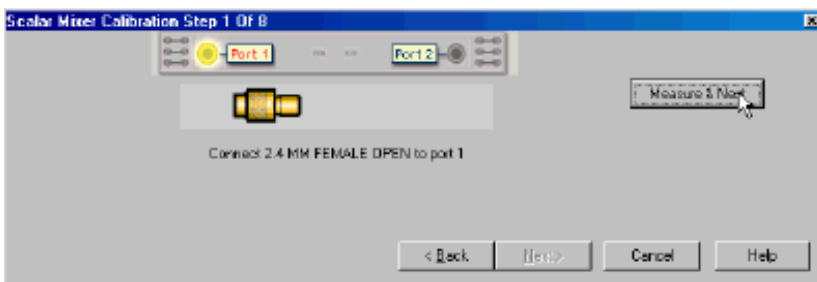 Scalar Mixer Calibration Step 1 Of 8
Port 1
Port 2
Measure & Next
Connect 2.4 MM FEMALE OPEN to port 1
< Back
Next>
Cancel
Help